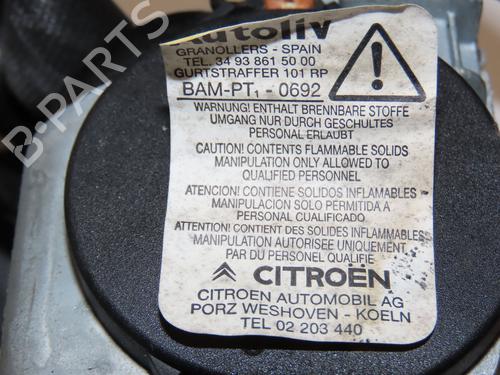 Autoliv
GRANOLLERS - SPAIN
TEL. 34 93 861 50 00
GURTSTRAFFER 101 RP
BAM-PT₁ - 0692
WARNUNG! ENTHALT BRENNBARE STOFFE
UMGANG NUR DURCH GESCHULTES
PERSONAL ERLAUBT
CAUTION! CONTENTS FLAMMABLE SOLIDS
MANIPULATION ONLY ALLOWED TO
QUALIFIED PERSONNEL
ATENCION! CONTIENE SOLIDOS INFLAMABLES
MANIPULACION SOLO PERMITIDA A
PERSONAL CUALIFICADO
ATTENTION! CONTIENT DES SOLIDES INFLAMMABLES
MANIPULATION AUTORISEE UNIQUEMENT
PAR DU PERSONEL QUALIFIE
CITROËN
CITROEN AUTOMOBIL AG
PORZ WESHOVEN - KOELN
TEL 02 203 440
B-PARTS